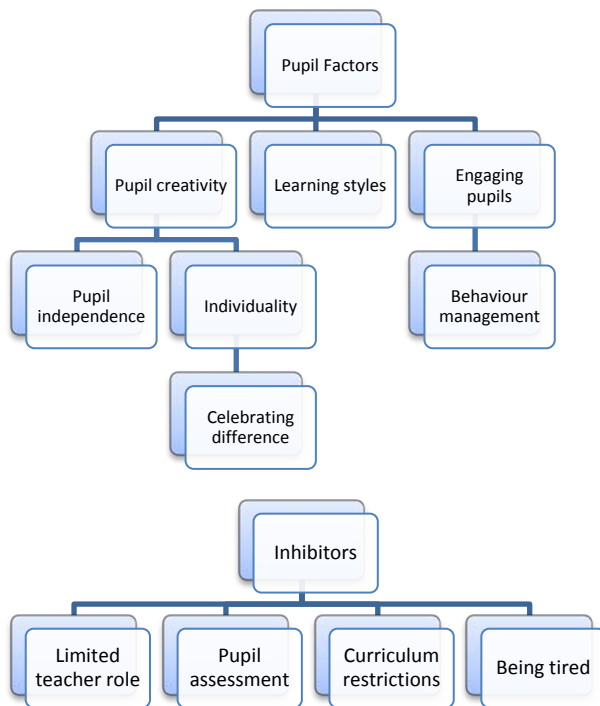 Pupil Factors
Pupil creativity
Learning styles
Engaging
pupils
Pupil
independence
Individuality
Behaviour
management
Celebrating
difference
Inhibitors
Limited
teacher role
Pupil
assessment
Curriculum
restrictions
Being tired